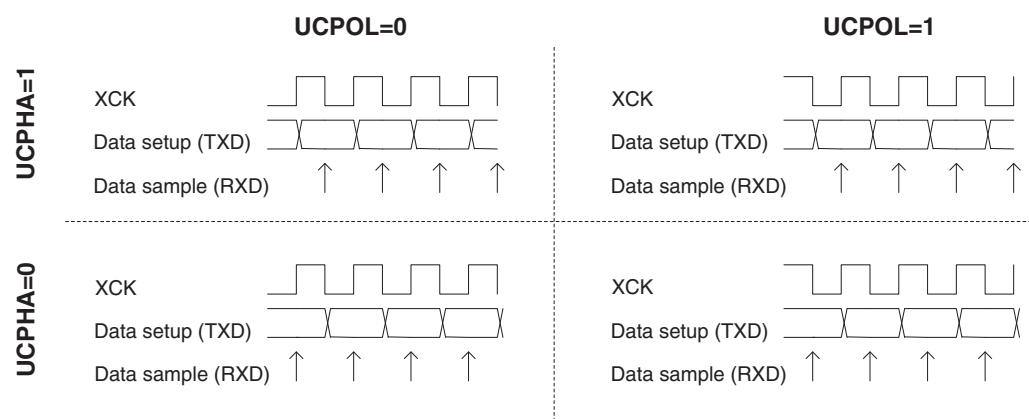 UCPOL=0
UCPOL=1
UCPHA=1
XCK
Data setup (TXD)
Data sample (RXD)
XCK
Data setup (TXD)
Data sample (RXD)
UCPHA=0
XCK
Data setup (TXD)
Data sample (RXD)
XCK
Data setup (TXD)
Data sample (RXD)